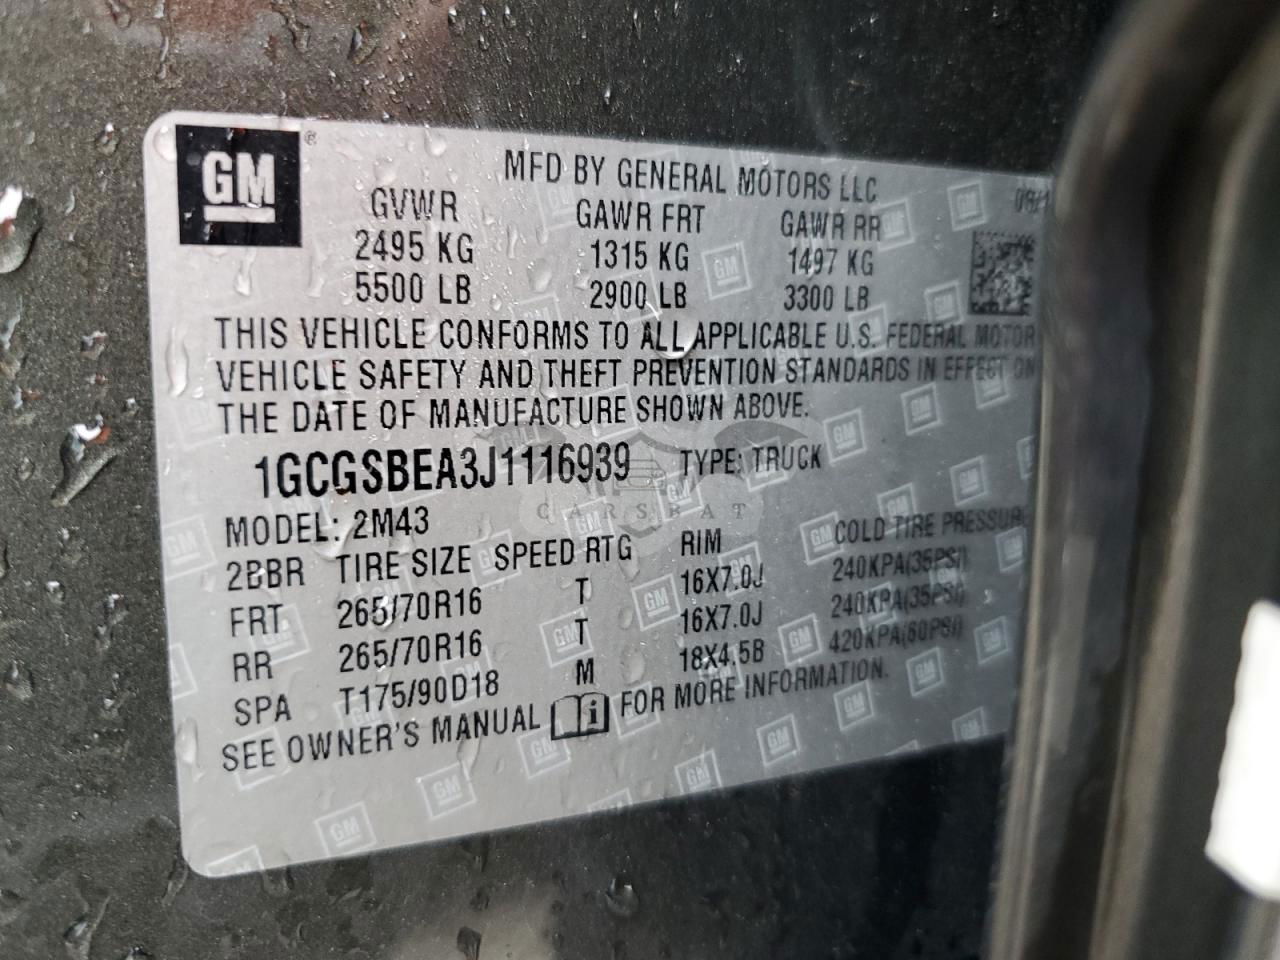 GM
MFD BY GENERAL MOTORS LLC
GVWR GAWR FRT GAWR RR
2495 KG 1315 KG 1497 KG
5500 LB 2900 LB 3300 LB
THIS VEHICLE CONFORMS TO ALL APPLICABLE U.S. FEDERAL MOTOR
VEHICLE SAFETY AND THEFT PREVENTION STANDARDS IN EFFECT ON
THE DATE OF MANUFACTURE SHOWN ABOVE.
1GCGSBEA3J1116939 TYPE: TRUCK
CARSBAT
MODEL: 2M43
2BBR TIRE SIZE SPEED RTG RIM COLD TIRE PRESSURE
FRT 265/70R16 T 16X7.0J 240KPA(35PSI)
RR 265/70R16 T 16X7.0J 240KPA(35PSI)
SPA T175/90D18 M 18X4.5B 420KPA(60PSI)
SEE OWNER'S MANUAL i FOR MORE INFORMATION.